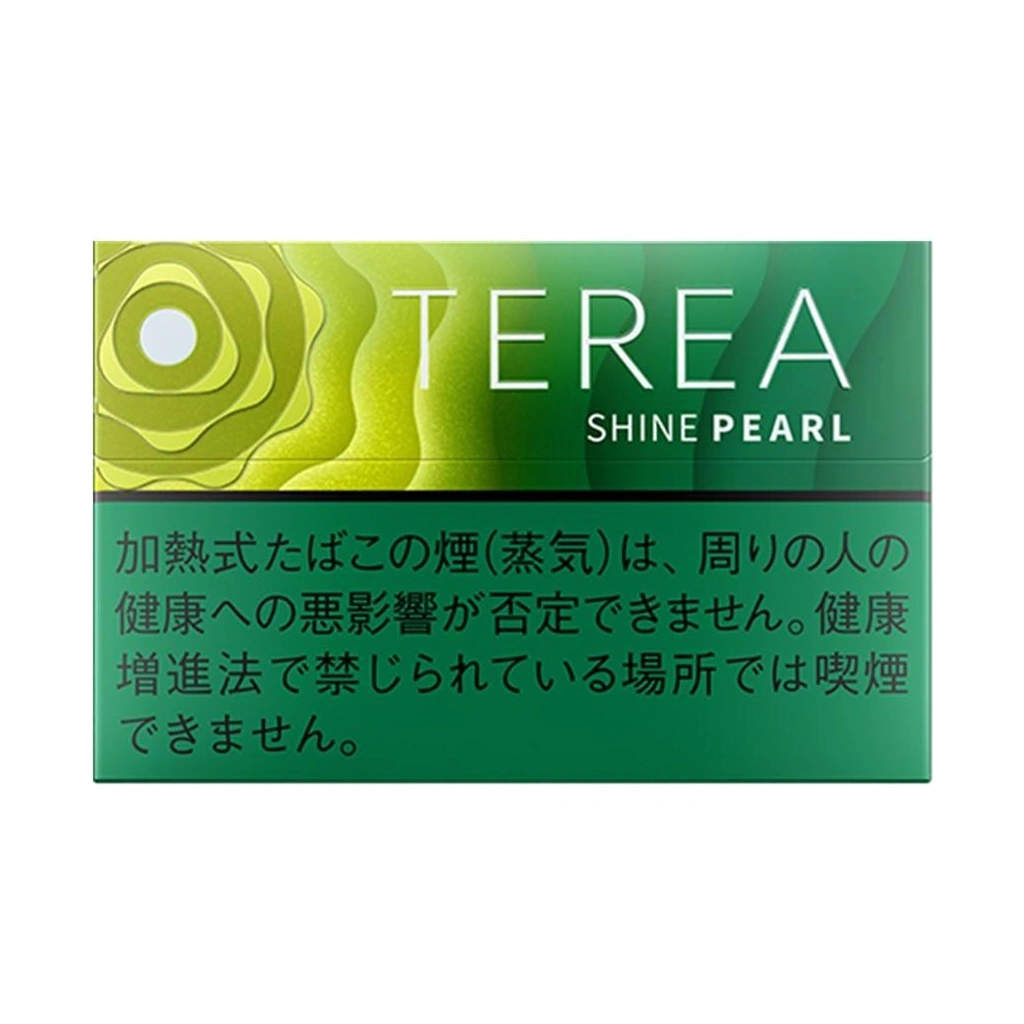 TEREA
SHINE PEARL
加熱式たばこの煙(蒸気)は、周りの人の
健康への悪影響が否定できません。健康
増進法で禁じられている場所では喫煙
できません。